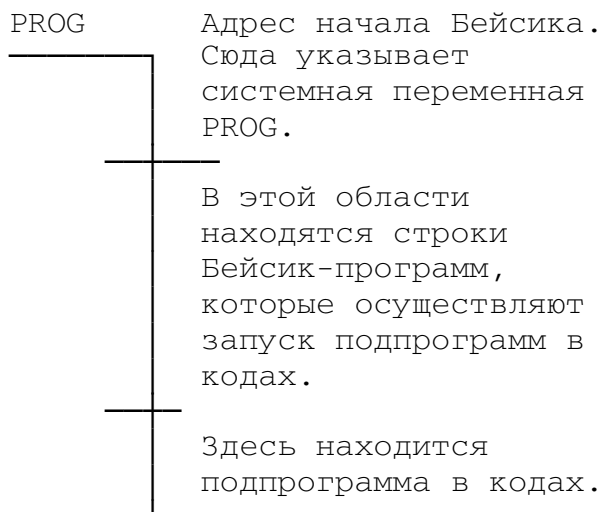 PROG Адрес начала Бейсика.
Сюда указывает
системная переменная
PROG.
В этой области
находятся строки
Бейсик-программ,
которые осуществляют
запуск подпрограмм в
кодах.
Здесь находится
подпрограмма в кодах.